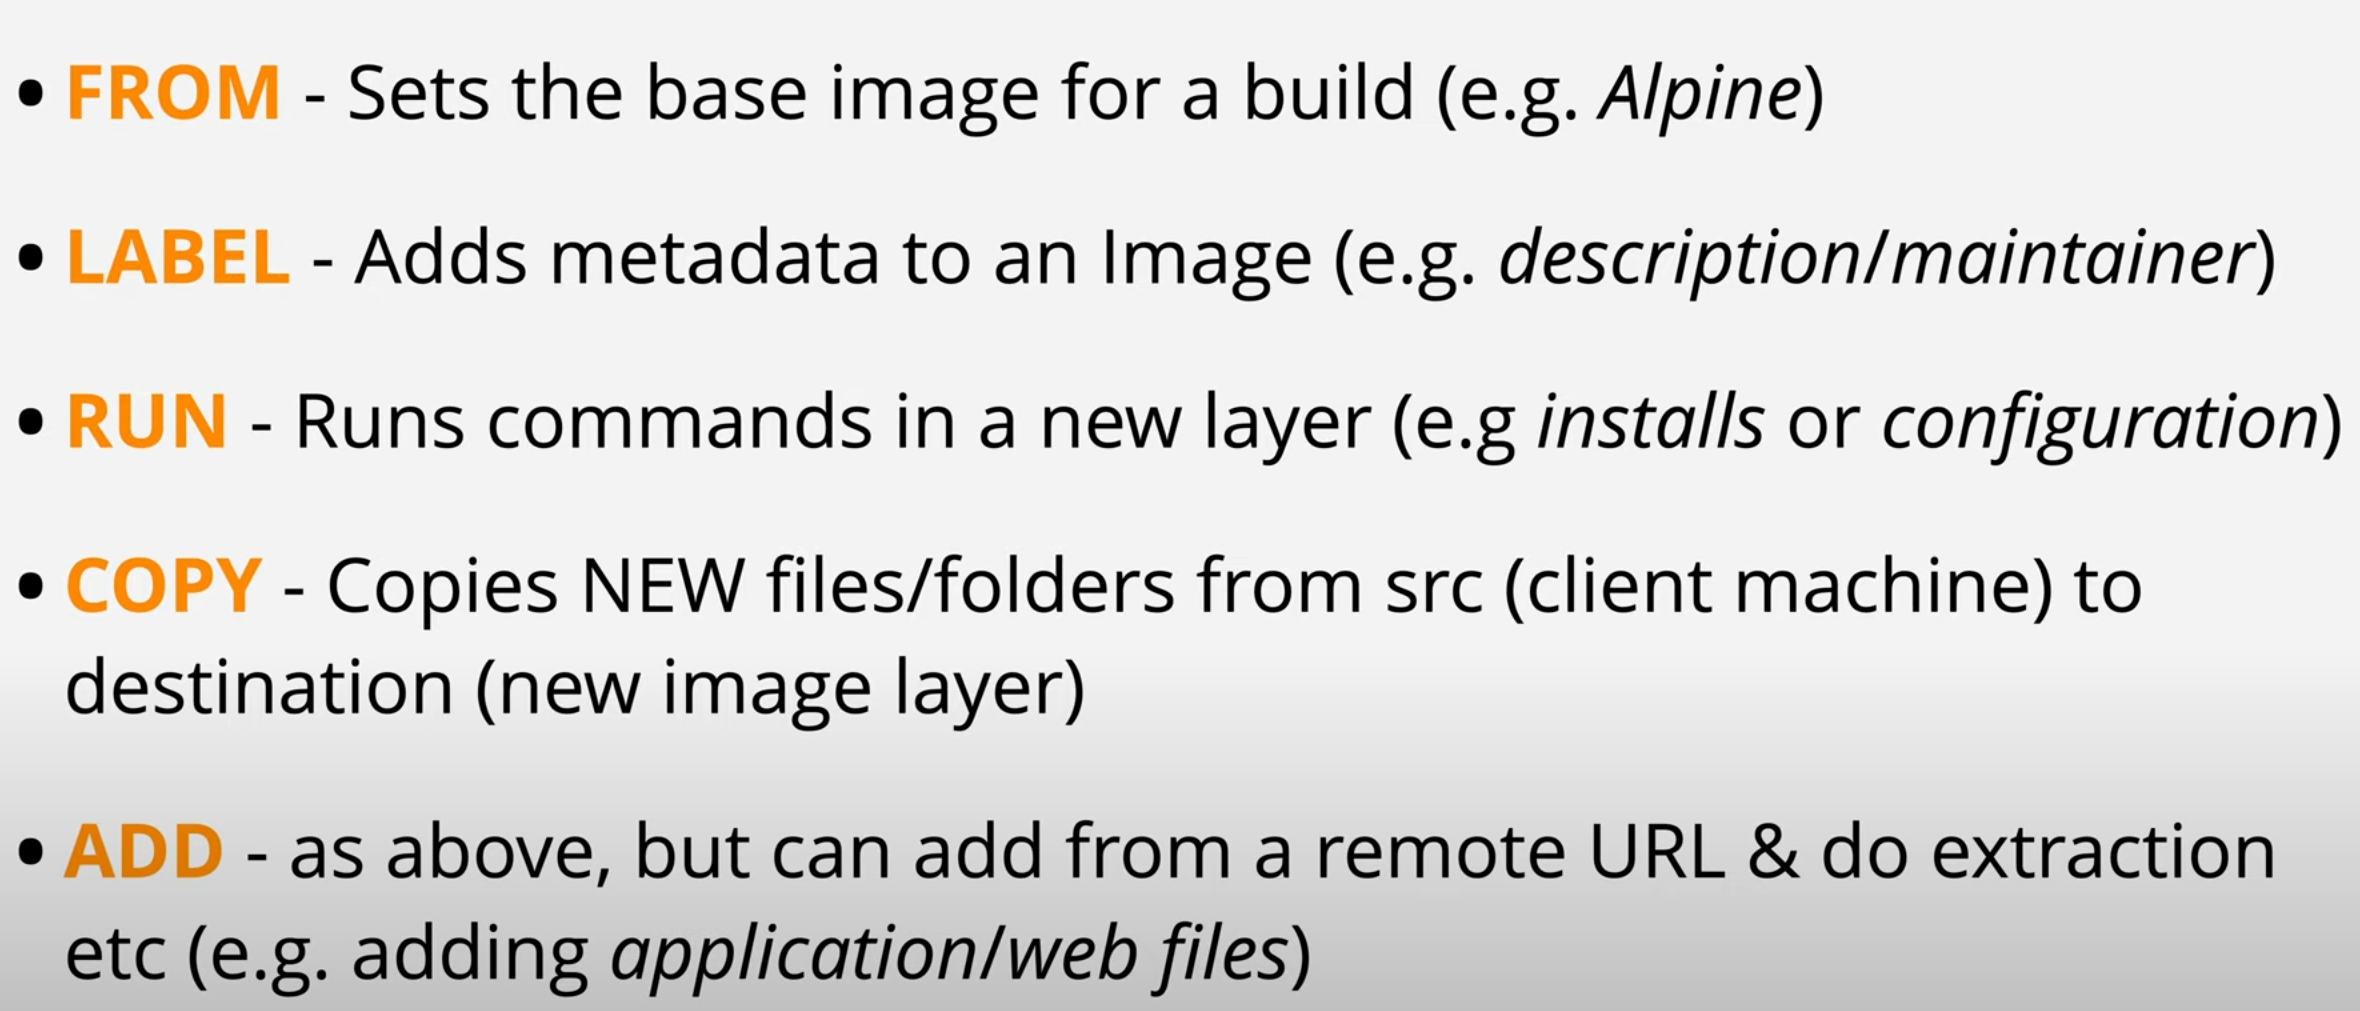 • FROM - Sets the base image for a build (e.g. Alpine)
• LABEL - Adds metadata to an Image (e.g. description/maintainer)
• RUN - Runs commands in a new layer (e.g installs or configuration)
• COPY - Copies NEW files/folders from src (client machine) to
destination (new image layer)
• ADD - as above, but can add from a remote URL & do extraction
etc (e.g. adding application/web files)